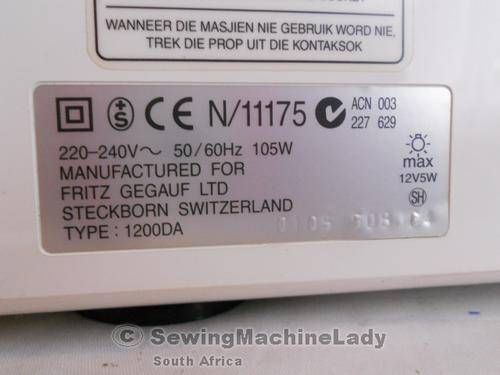 WANNEER DIE MASJIEN NIE GEBRUIK WORD NIE,
TREK DIE PROP UIT DIE KONTAKSOK
S CE N/11175 ACN 003
227 629
220-240V~ 50/60Hz 105W
max
12V5W
SH
MANUFACTURED FOR
FRITZ GEGAUF LTD
STECKBORN SWITZERLAND
TYPE : 1200DA
© SewingMachineLady
South Africa